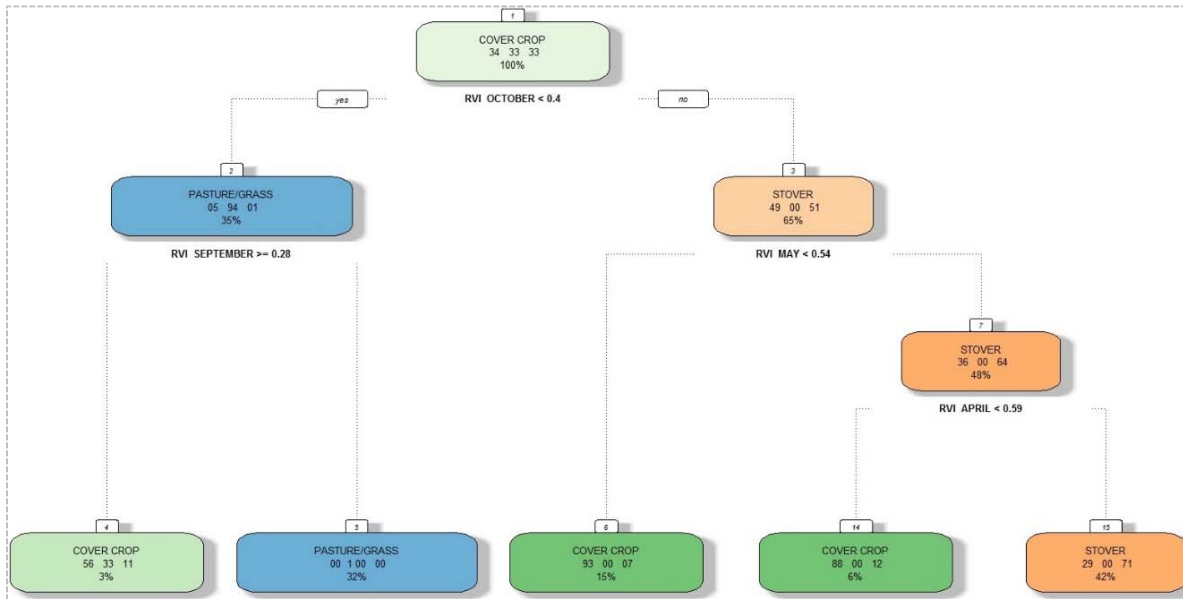 1
COVER CROP
34 33 33
100%
yes
RVI OCTOBER < 0.4
no
2
PASTURE/GRASS
05 94 01
35%
RVI SEPTEMBER >= 0.28
3
STOVER
49 00 51
65%
RVI MAY < 0.54
7
STOVER
36 00 64
48%
RVI APRIL < 0.59
4
COVER CROP
56 33 11
3%
5
PASTURE/GRASS
00 1 00 00
32%
6
COVER CROP
93 00 07
15%
14
COVER CROP
88 00 12
6%
15
STOVER
29 00 71
42%